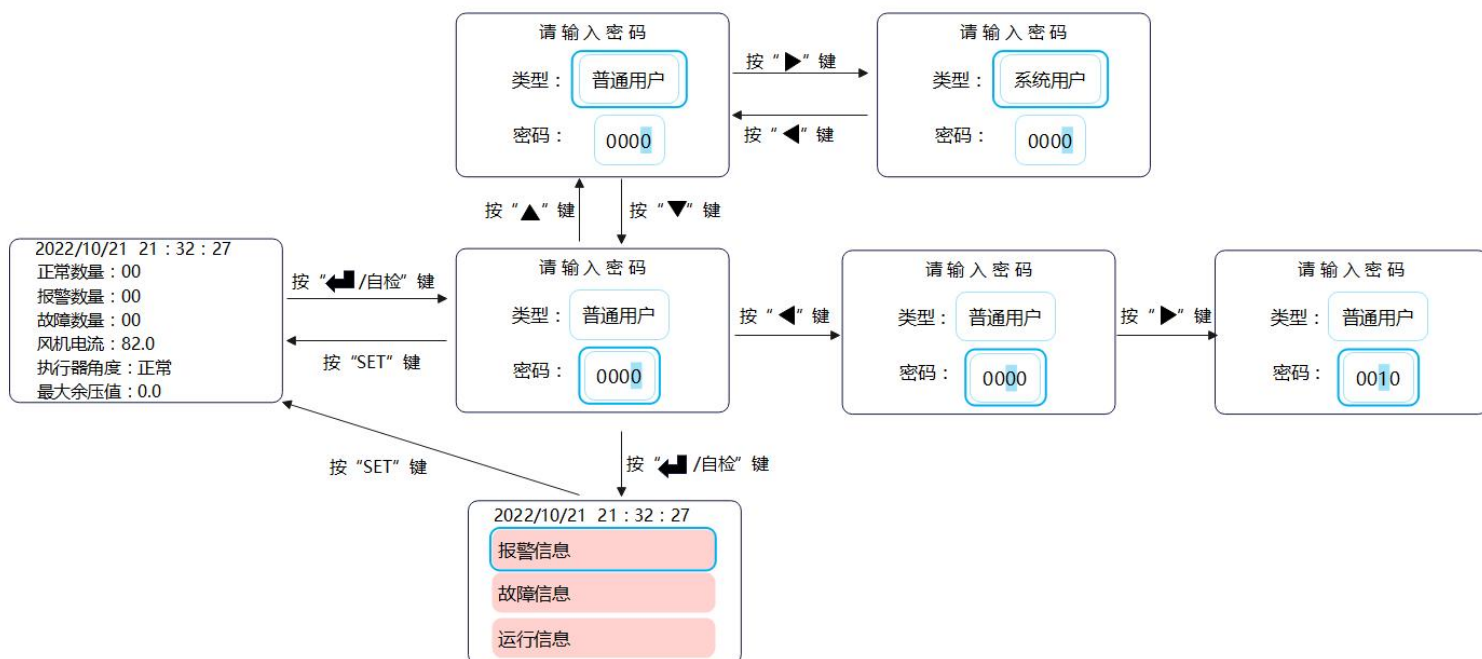 请输入密码
类型：普通用户
密码：0000
按“▶”键
按“◀”键
请输入密码
类型：系统用户
密码：0000
按“▲”键
按“▼”键
2022/10/21 21：32：27
正常数量：00
报警数量：00
故障数量：00
风机电流：82.0
执行器角度：正常
最大余压值：0.0
按“↵/自检”键
按“SET”键
请输入密码
类型：普通用户
密码：0000
按“◀”键
请输入密码
类型：普通用户
密码：0000
按“▶”键
请输入密码
类型：普通用户
密码：0010
按“SET”键
按“↵/自检”键
2022/10/21 21：32：27
报警信息
故障信息
运行信息